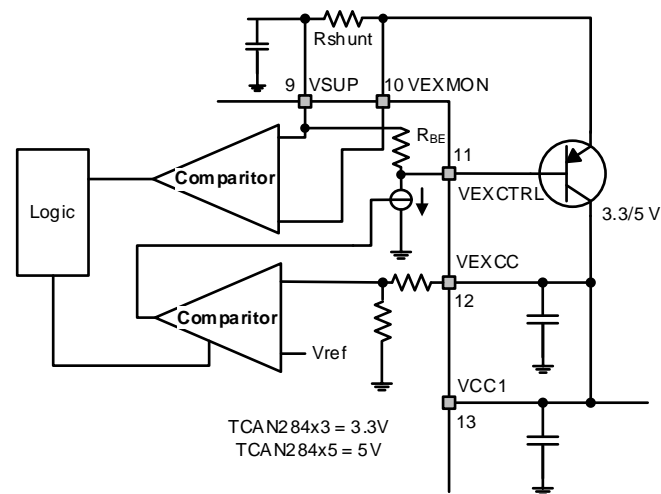 Rshunt
9 VSUP
10 VEXMON
RBE
11
Comparitor
VEXCTRL
Logic
3.3/5 V
VEXCC
12
Comparitor
Vref
VCC1
13
TCAN284x3 = 3.3V
TCAN284x5 = 5V